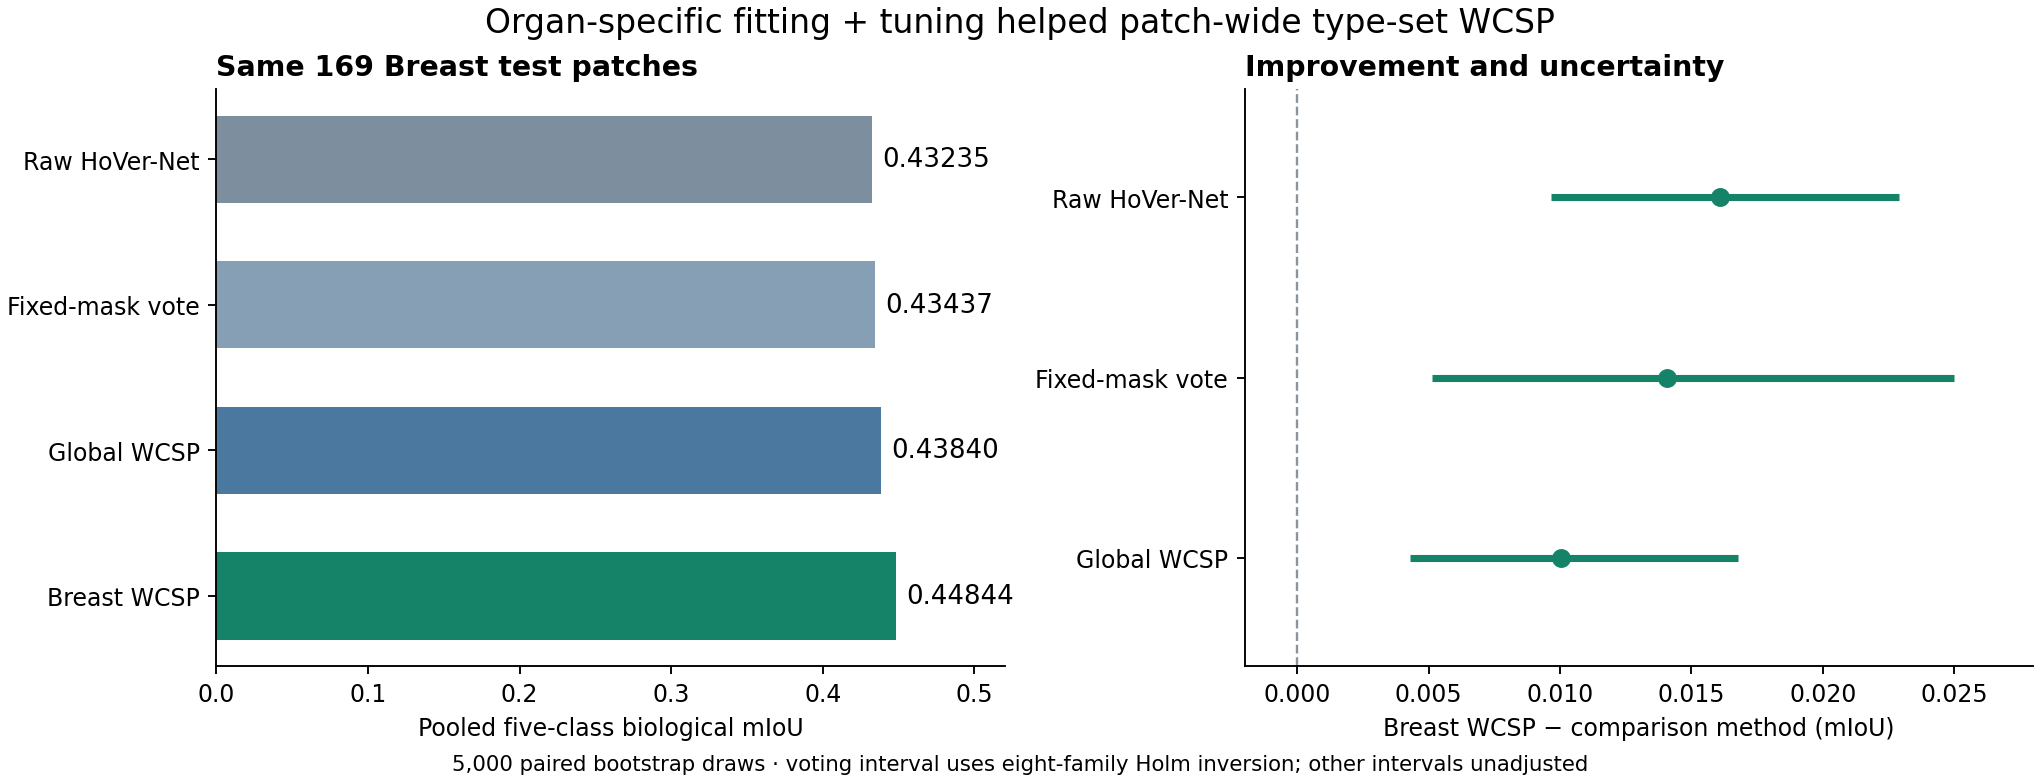 Organ-specific fitting + tuning helped patch-wide type-set WCSP
Same 169 Breast test patches
Raw HoVer-Net
0.43235
Fixed-mask vote
0.43437
Global WCSP
0.43840
Breast WCSP
0.44844
0.0 0.1 0.2 0.3 0.4 0.5
Pooled five-class biological mIoU
Improvement and uncertainty
Raw HoVer-Net
Fixed-mask vote
Global WCSP
0.000 0.005 0.010 0.015 0.020 0.025
Breast WCSP − comparison method (mIoU)
5,000 paired bootstrap draws · voting interval uses eight-family Holm inversion; other intervals unadjusted